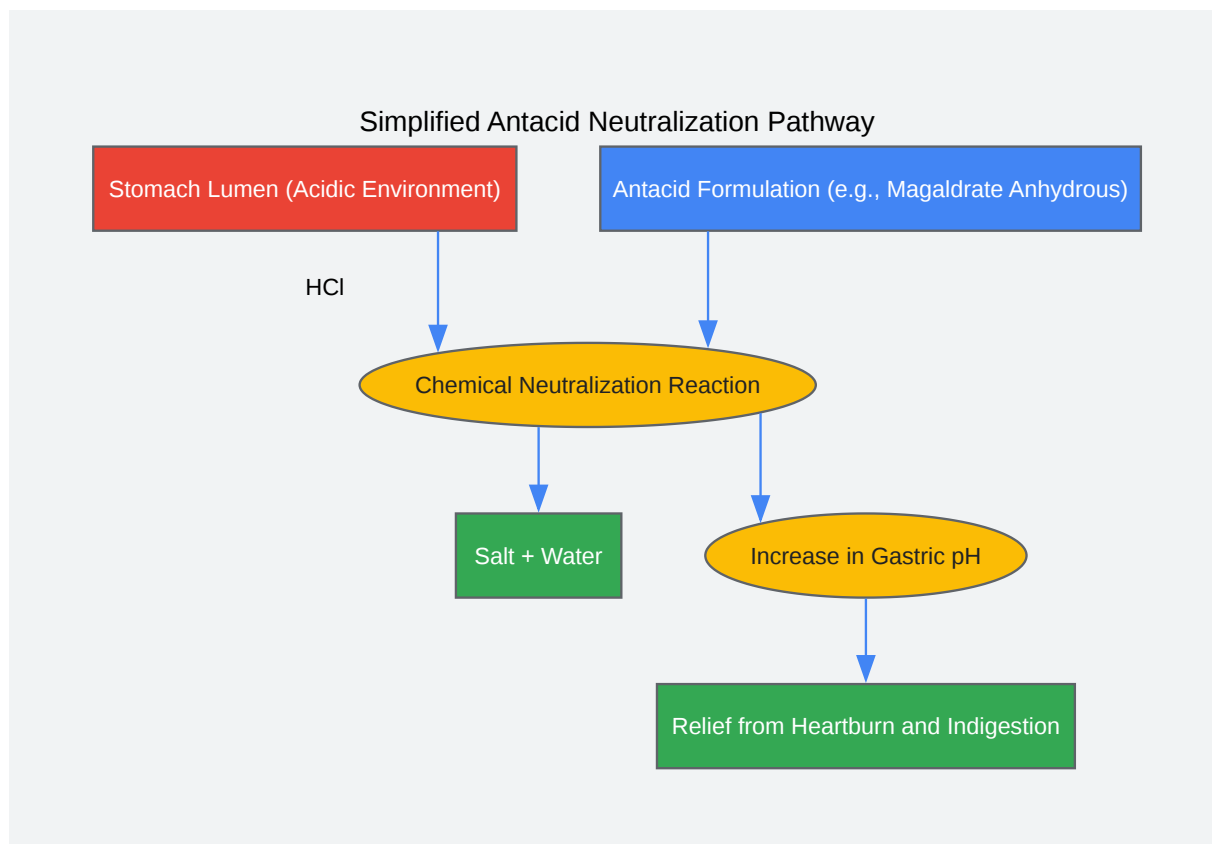 Simplified Antacid Neutralization Pathway
Stomach Lumen (Acidic Environment)
Antacid Formulation (e.g., Magaldrate Anhydrous)
HCl
Chemical Neutralization Reaction
Salt + Water
Increase in Gastric pH
Relief from Heartburn and Indigestion